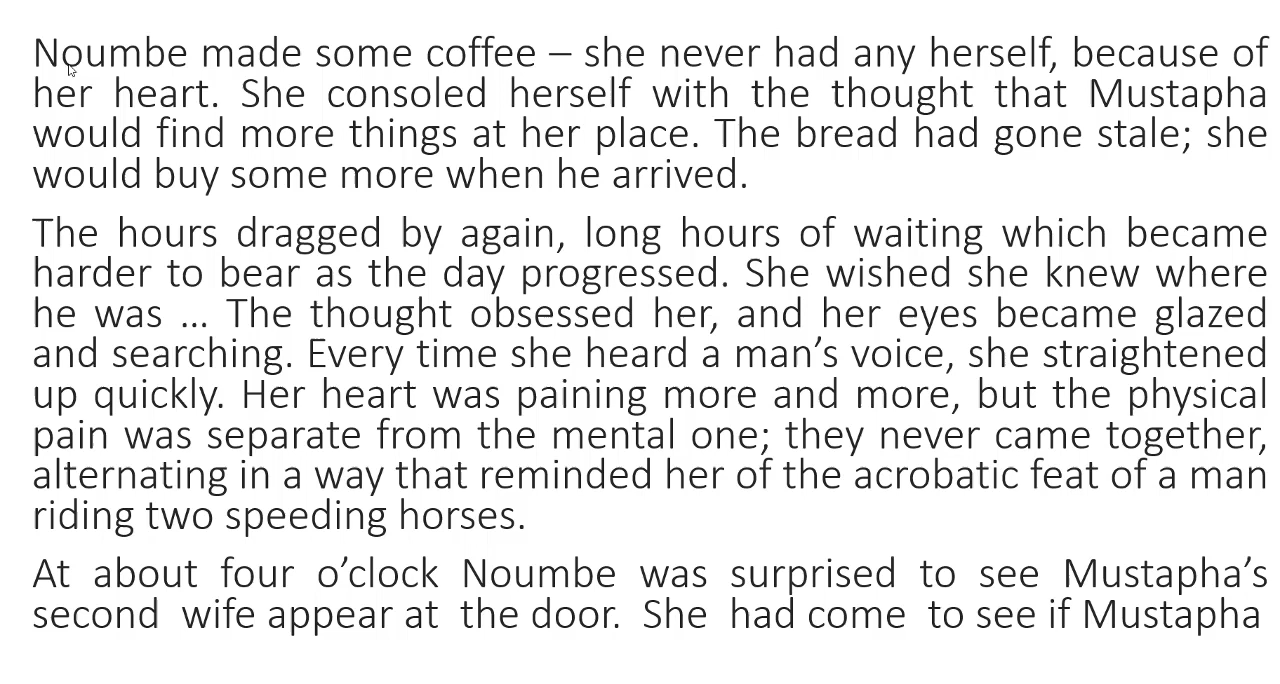 Noumbe made some coffee – she never had any herself, because of
her heart. She consoled herself with the thought that Mustapha
would find more things at her place. The bread had gone stale; she
would buy some more when he arrived.
The hours dragged by again, long hours of waiting which became
harder to bear as the day progressed. She wished she knew where
he was ... The thought obsessed her, and her eyes became glazed
and searching. Every time she heard a man’s voice, she straightened
up quickly. Her heart was paining more and more, but the physical
pain was separate from the mental one; they never came together,
alternating in a way that reminded her of the acrobatic feat of a man
riding two speeding horses.
At about four o’clock Noumbe was surprised to see Mustapha’s
second wife appear at the door. She had come to see if Mustapha